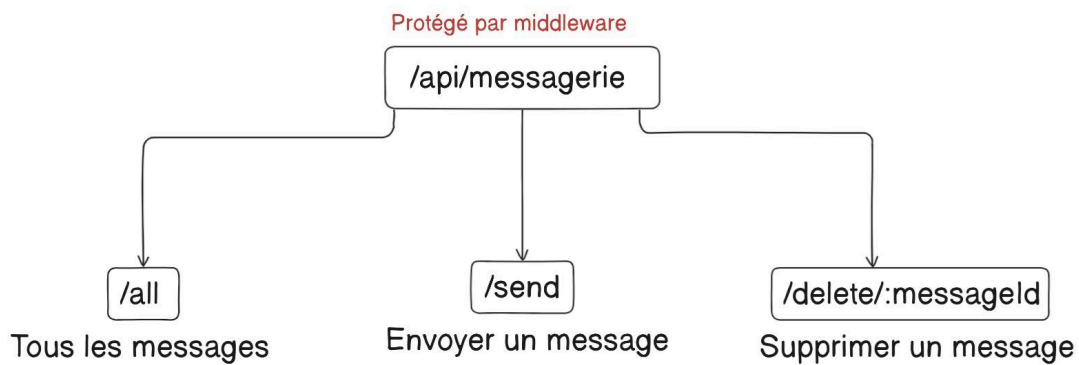 Protégé par middleware
/api/messagerie
/all
/send
/delete/:messageId
Tous les messages
Envoyer un message
Supprimer un message